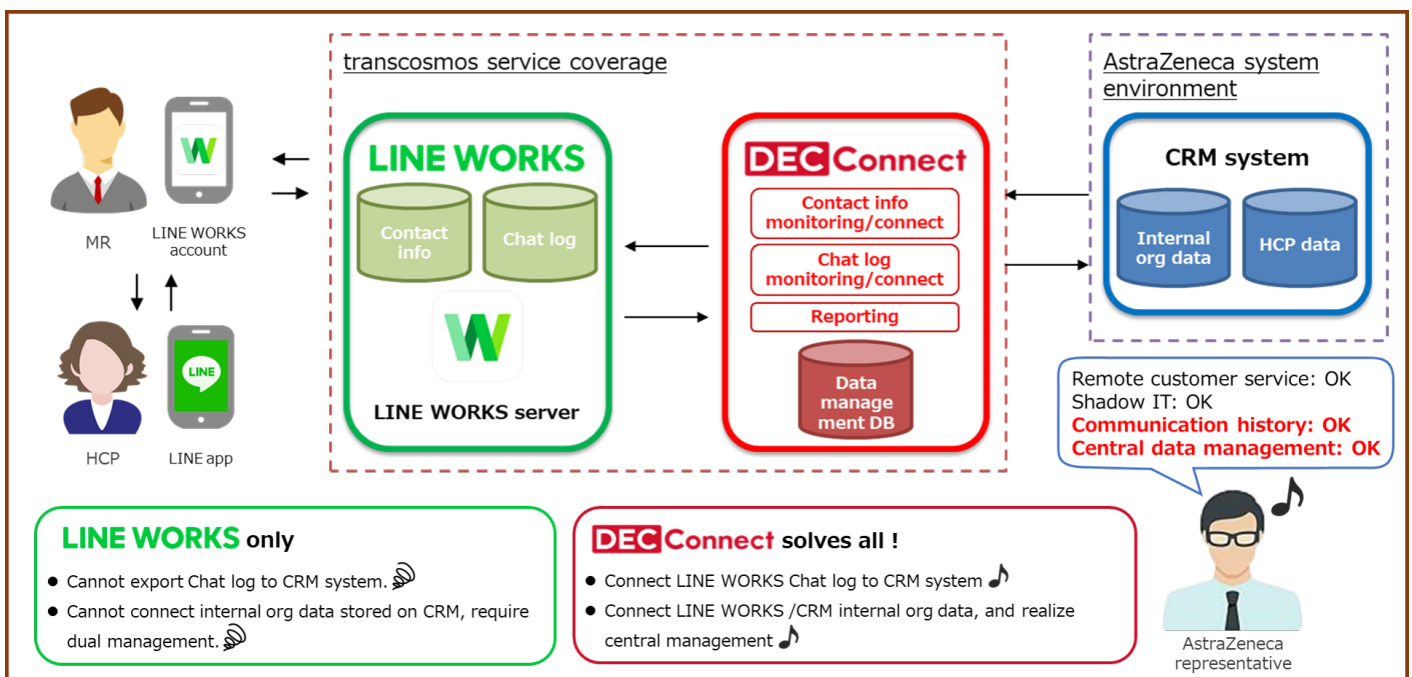 transcosmos service coverage
AstraZeneca system
environment
MR
LINE WORKS
account
HCP
LINE
LINE app
LINE WORKS
Contact
info
Chat log
LINE WORKS server
DEC Connect
Contact info
monitoring/connect
Chat log
monitoring/connect
Reporting
Data
manage
ment DB
CRM system
Internal
org data
HCP data
Remote customer service: OK
Shadow IT: OK
Communication history: OK
Central data management: OK
AstraZeneca
representative
LINE WORKS only
● Cannot export Chat log to CRM system.
● Cannot connect internal org data stored on CRM, require
dual management.
DEC Connect solves all !
● Connect LINE WORKS Chat log to CRM system ♪
● Connect LINE WORKS /CRM internal org data, and realize
central management ♪